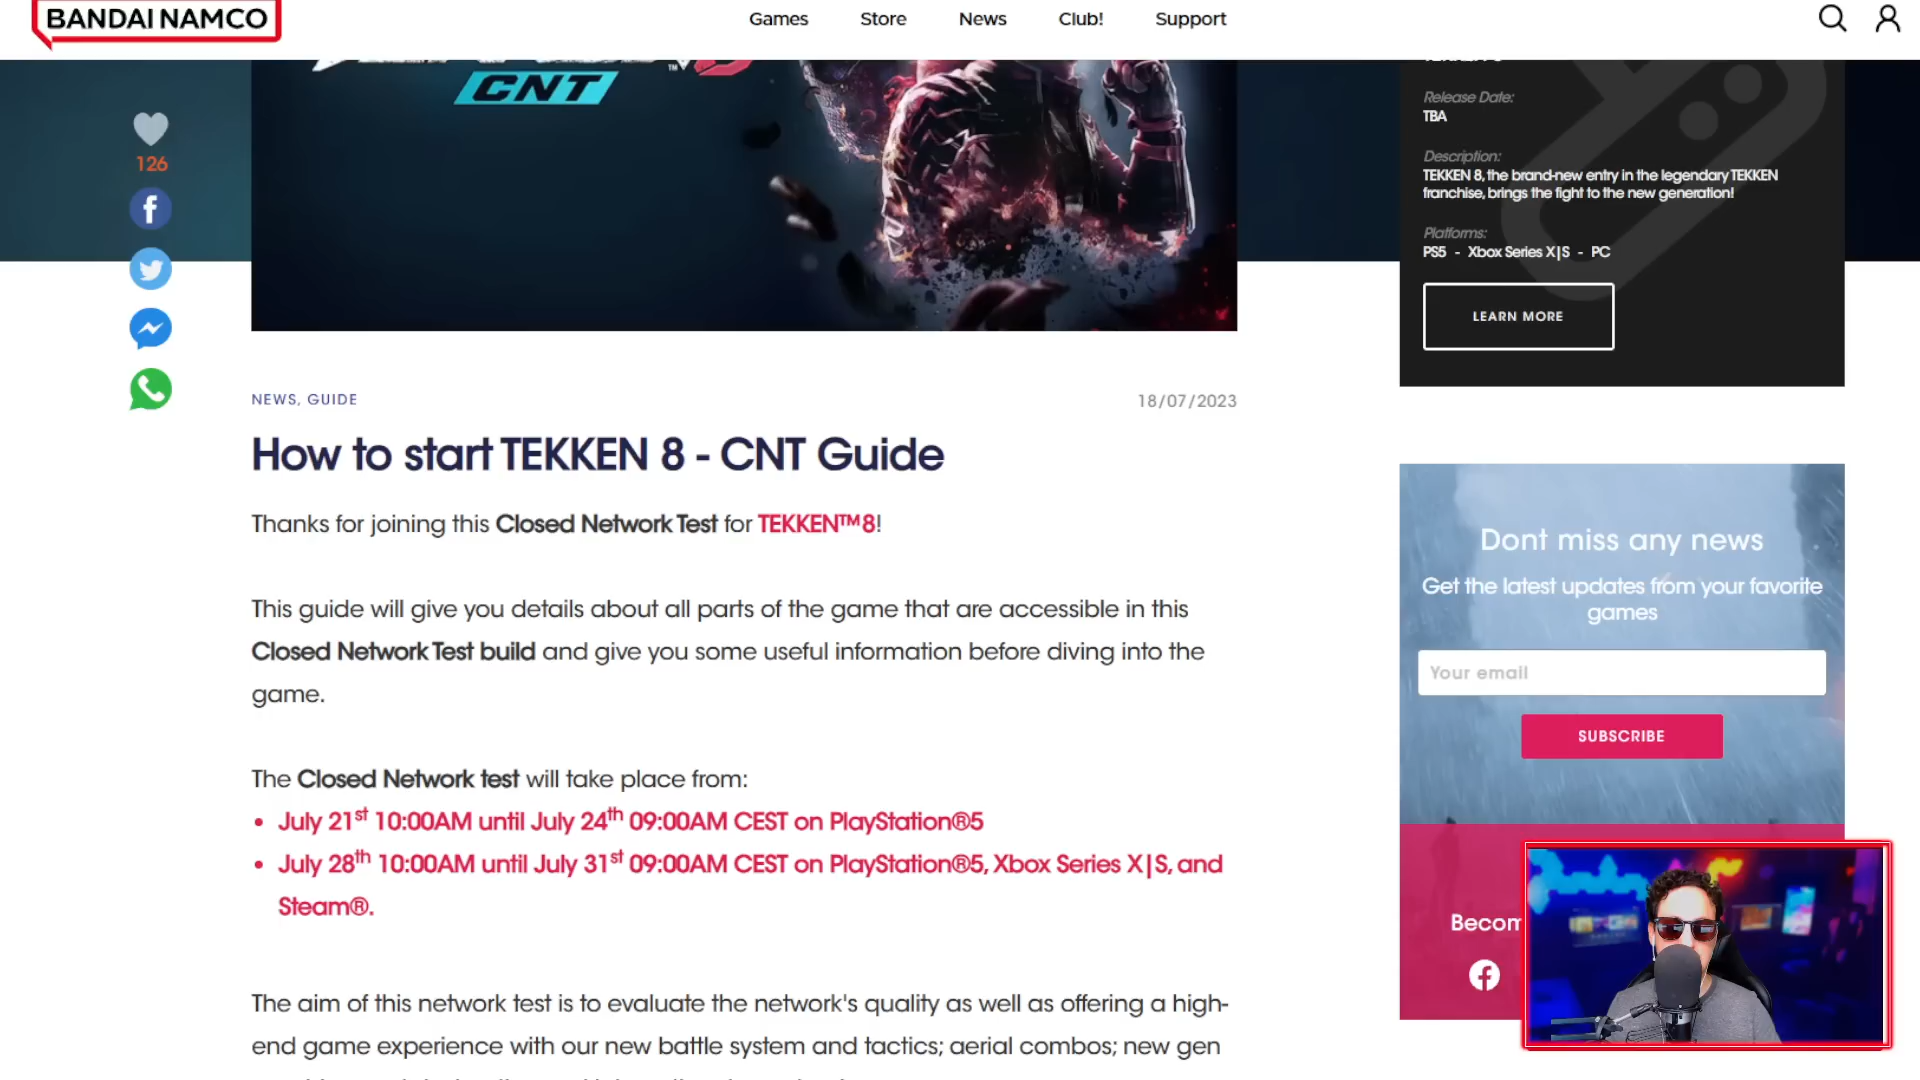 BANDAI NAMCO
Games
Store
News
Club!
Support
CNT
126
Release Date:
TBA
Description:
TEKKEN 8, the brand-new entry in the legendary TEKKEN
franchise, brings the fight to the new generation!
Platforms:
PS5 - Xbox Series X|S - PC
LEARN MORE
NEWS, GUIDE
18/07/2023
How to start TEKKEN 8 - CNT Guide
Thanks for joining this Closed Network Test for TEKKEN™8!
This guide will give you details about all parts of the game that are accessible in this
Closed Network Test build and give you some useful information before diving into the
game.
The Closed Network test will take place from:
• July 21st 10:00AM until July 24th 09:00AM CEST on PlayStation®5
• July 28th 10:00AM until July 31st 09:00AM CEST on PlayStation®5, Xbox Series X|S, and
Steam®.
The aim of this network test is to evaluate the network's quality as well as offering a high-
end game experience with our new battle system and tactics; aerial combos; new gen
Dont miss any news
Get the latest updates from your favorite
games
Your email
SUBSCRIBE
Becom